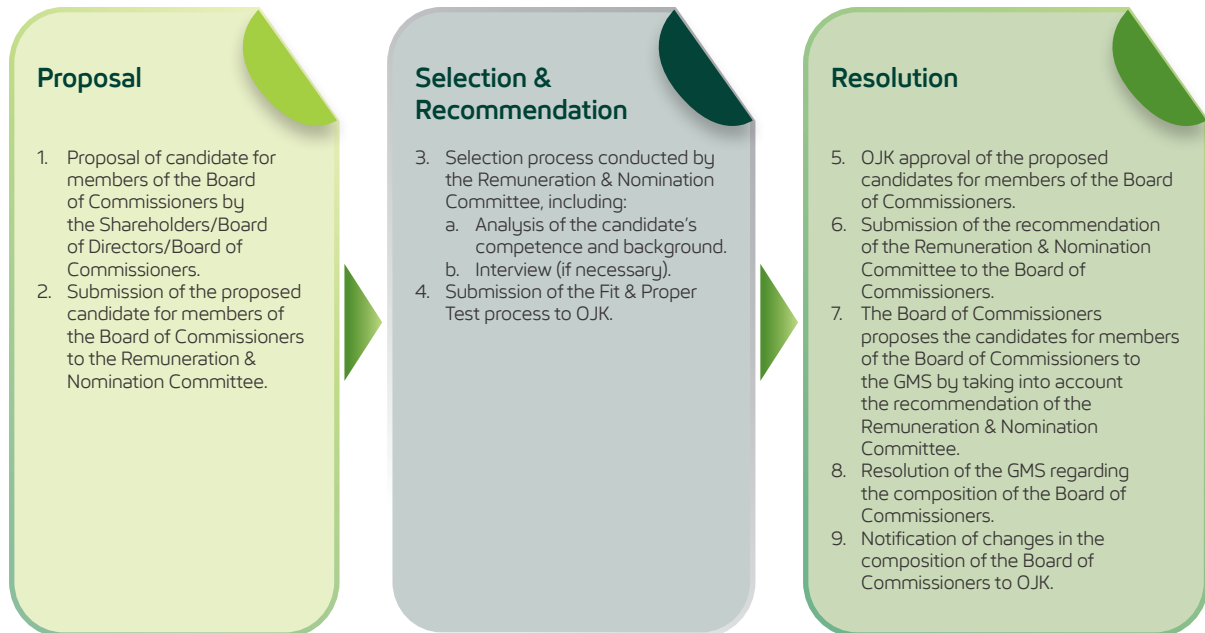 Proposal
1. Proposal of candidate for
members of the Board
of Commissioners by
the Shareholders/Board
of Directors/Board of
Commissioners.
2. Submission of the proposed
candidate for members of
the Board of Commissioners
to the Remuneration &
Nomination Committee.
Selection &
Recommendation
3. Selection process conducted by
the Remuneration & Nomination
Committee, including:
a. Analysis of the candidate's
competence and background.
b. Interview (if necessary).
4. Submission of the Fit & Proper
Test process to OJK.
Resolution
5. OJK approval of the proposed
candidates for members of the Board
of Commissioners.
6. Submission of the recommendation
of the Remuneration & Nomination
Committee to the Board of
Commissioners.
7. The Board of Commissioners
proposes the candidates for members
of the Board of Commissioners to
the GMS by taking into account
the recommendation of the
Remuneration & Nomination
Committee.
8. Resolution of the GMS regarding
the composition of the Board of
Commissioners.
9. Notification of changes in the
composition of the Board of
Commissioners to OJK.